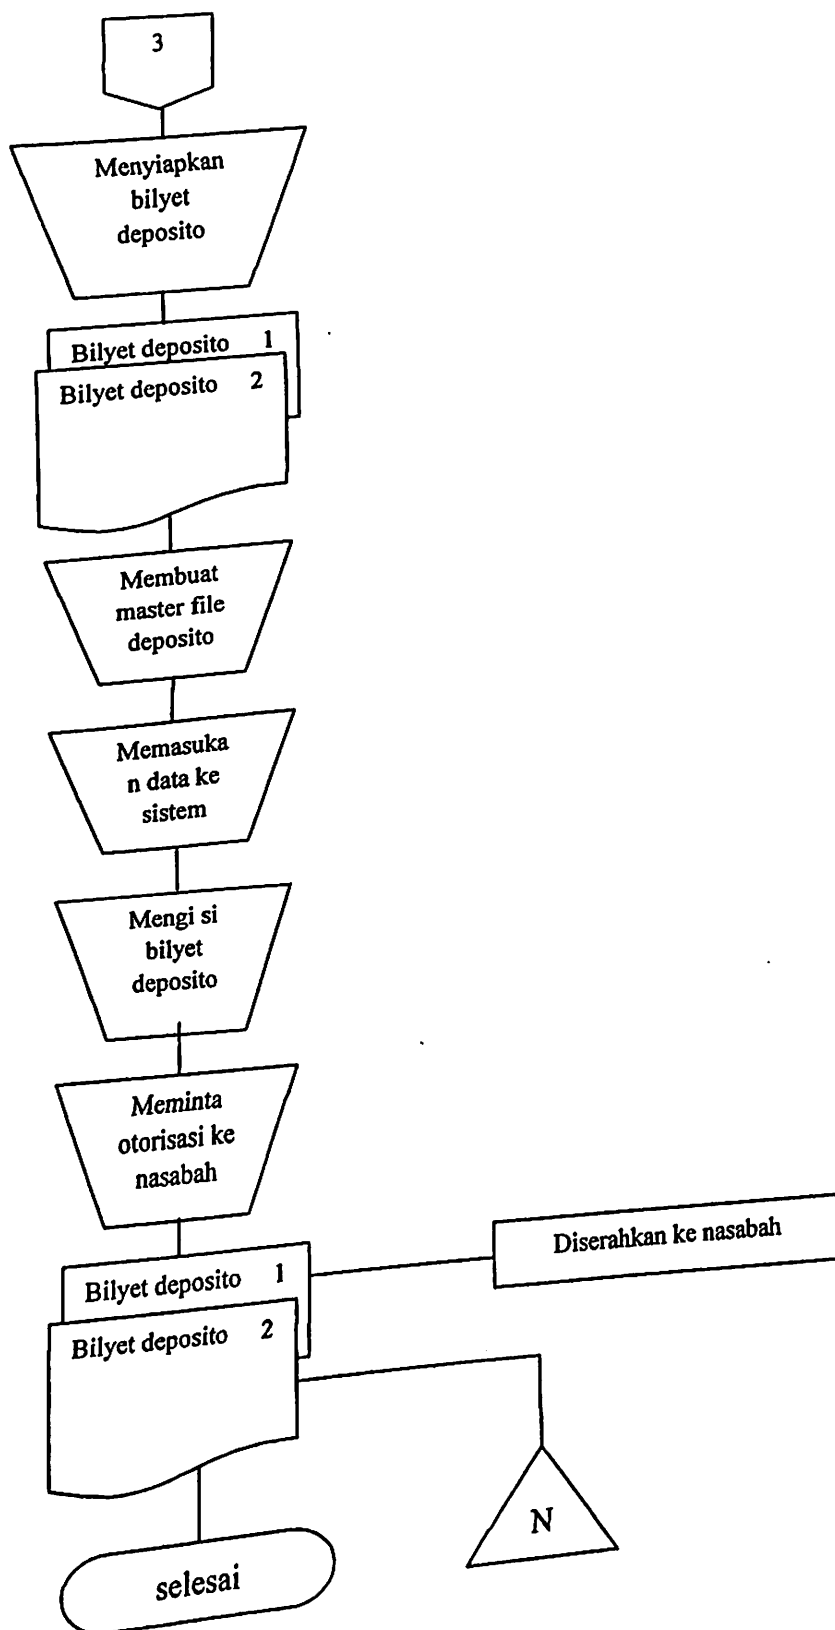 3
Menyiapkan
bilyet
deposito
Bilyet deposito 1
Bilyet deposito 2
Membuat
master file
deposito
Memasuka
n data ke
sistem
Mengi si
bilyet
deposito
Meminta
otorisasi ke
nasabah
Bilyet deposito 1
Diserahkan ke nasabah
Bilyet deposito 2
N
selesai